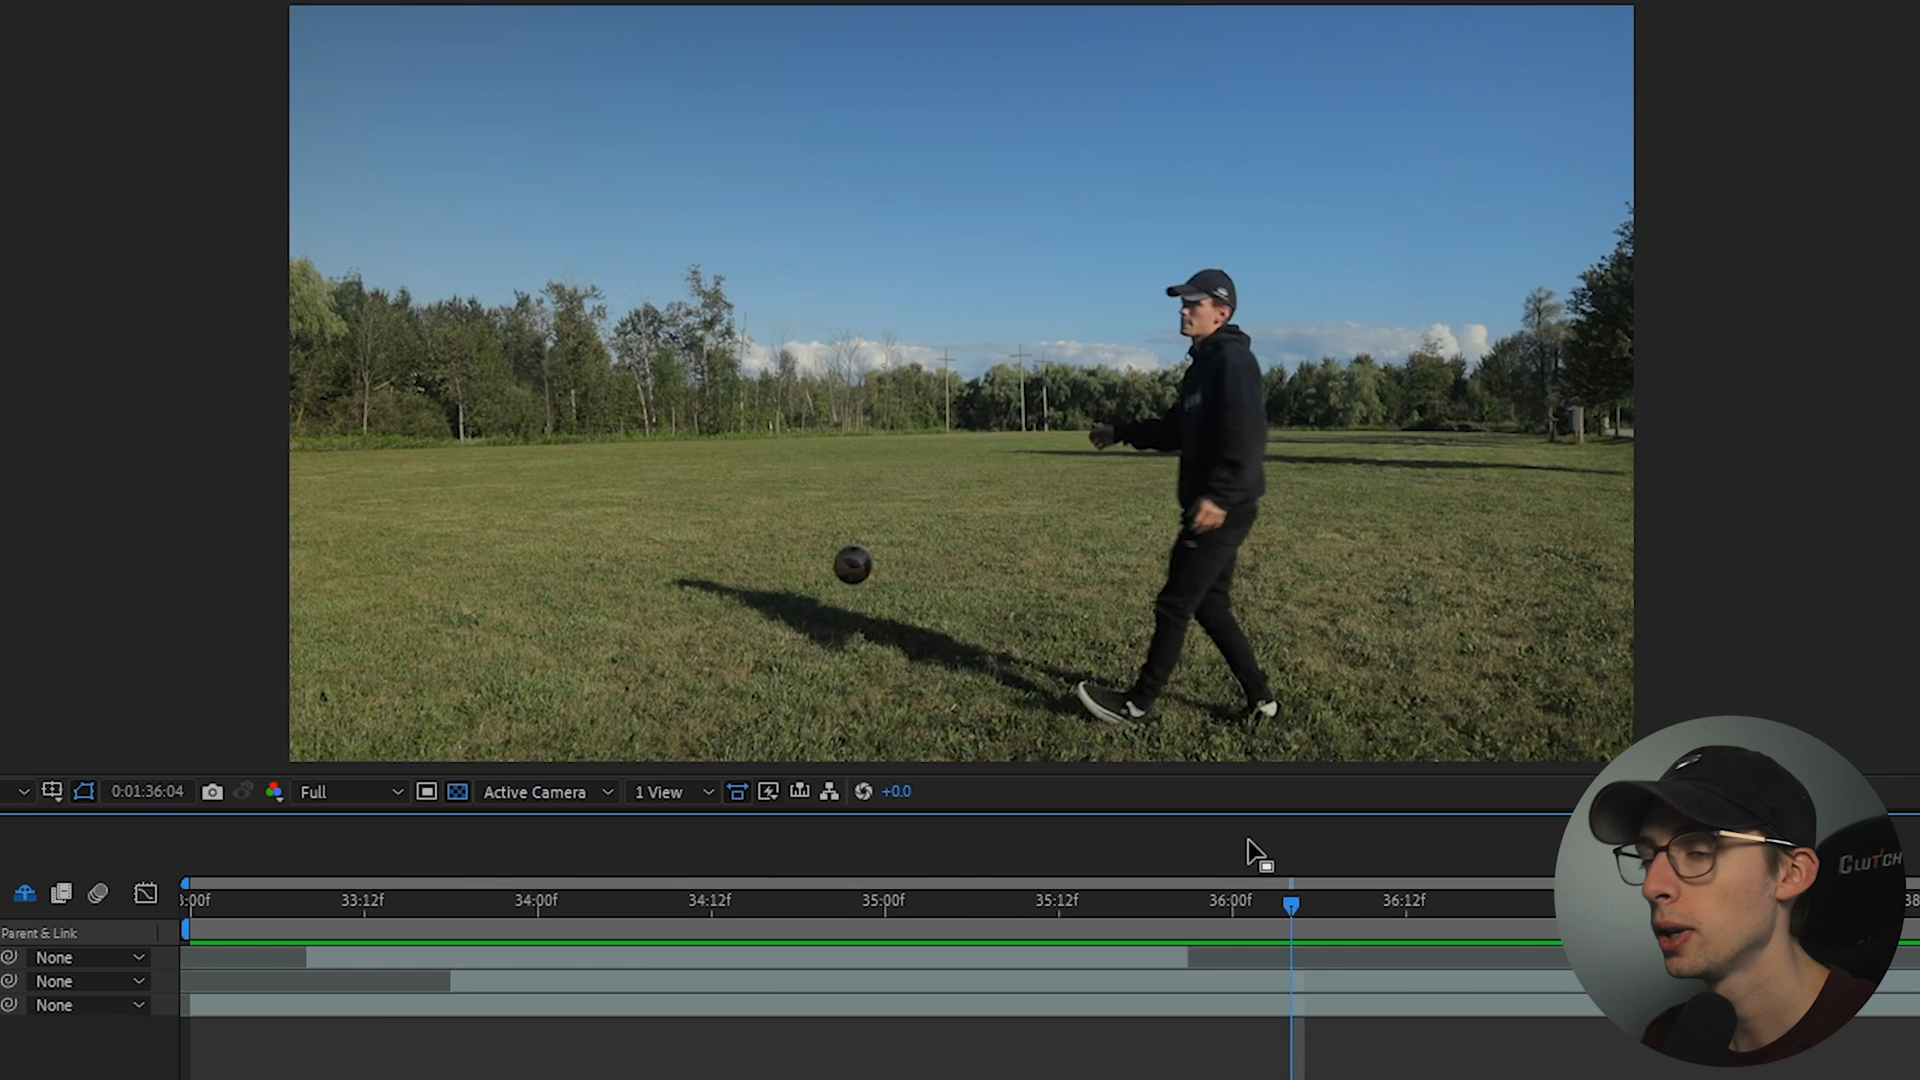 0:01:36:04 Full Active Camera 1 View +0.0
CLUTCH
:00f 33:12f 34:00f 34:12f 35:00f 35:12f 36:00f 36:12f 38
Parent & Link
None
None
None